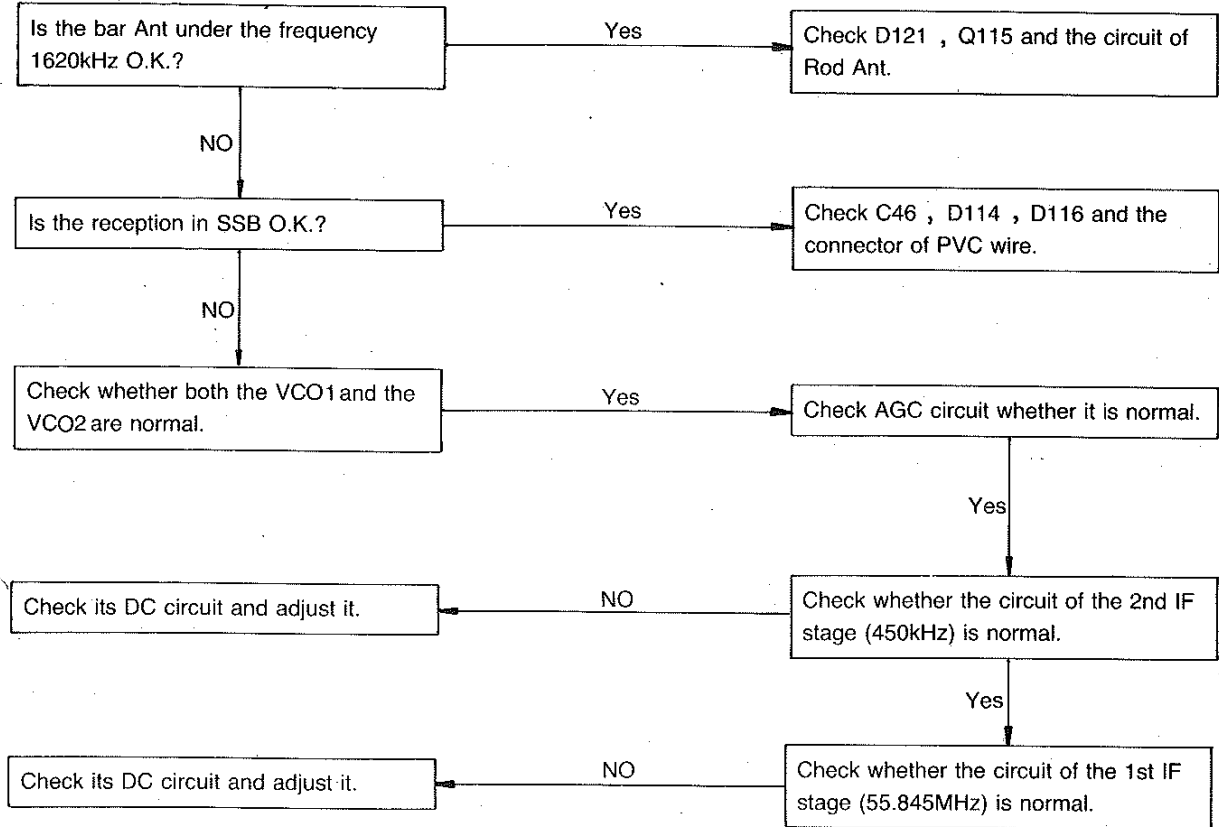 Is the bar Ant under the frequency
1620kHz O.K.?
Yes
Check D121 , Q115 and the circuit of
Rod Ant.
NO
Is the reception in SSB O.K.?
Yes
Check C46 , D114 , D116 and the
connector of PVC wire.
NO
Check whether both the VCO1 and the
VCO2 are normal.
Yes
Check AGC circuit whether it is normal.
Yes
Check its DC circuit and adjust it.
NO
Check whether the circuit of the 2nd IF
stage (450kHz) is normal.
Yes
Check its DC circuit and adjust it.
NO
Check whether the circuit of the 1st IF
stage (55.845MHz) is normal.